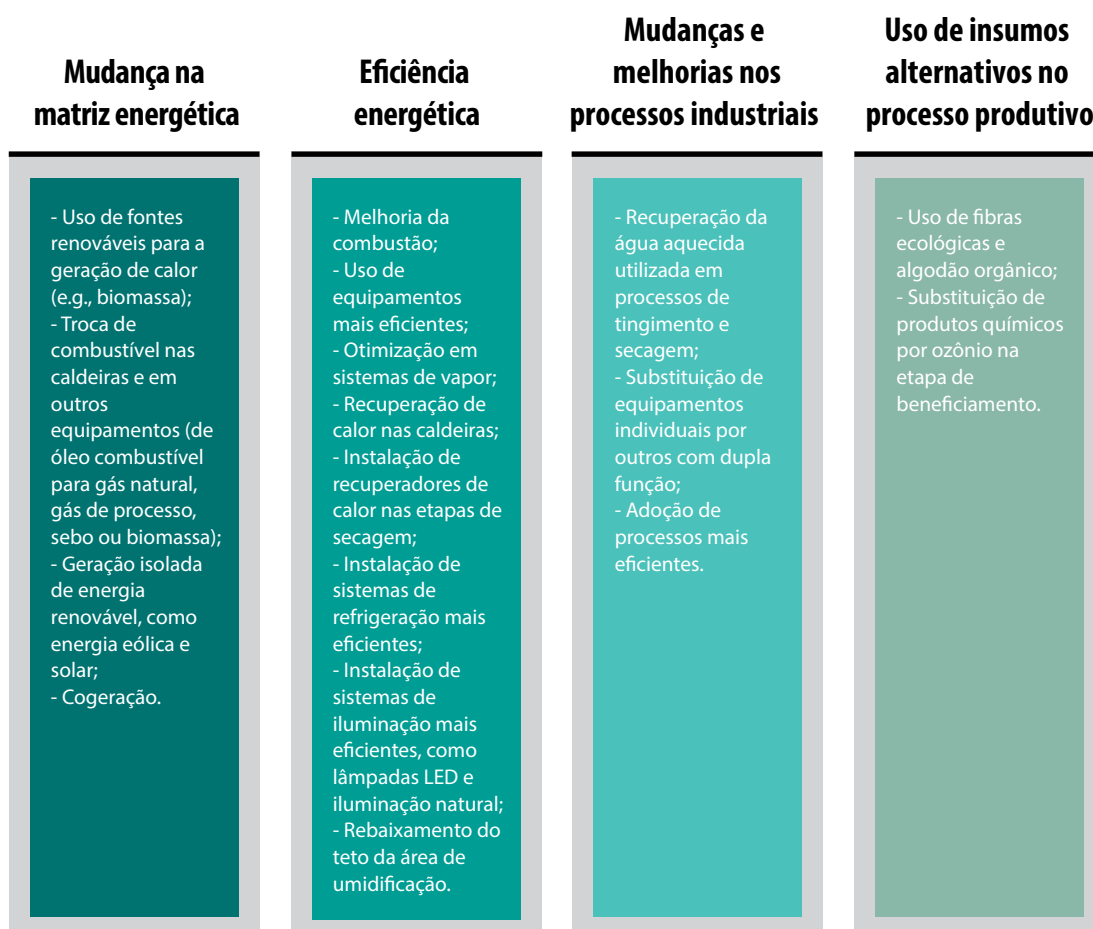 Mudança na
matriz energética
- Uso de fontes
renováveis para a
geração de calor
(e.g., biomassa);
- Troca de
combustível nas
caldeiras e em
outros
equipamentos (de
óleo combustível
para gás natural,
gás de processo,
sebo ou biomassa);
- Geração isolada
de energia
renovável, como
energia eólica e
solar;
- Cogeração.
Eficiência
energética
- Melhoria da
combustão;
- Uso de
equipamentos
mais eficientes;
- Otimização em
sistemas de vapor;
- Recuperação de
calor nas caldeiras;
- Instalação de
recuperadores de
calor nas etapas de
secagem;
- Instalação de
sistemas de
refrigeração mais
eficientes;
- Instalação de
sistemas de
iluminação mais
eficientes, como
lâmpadas LED e
iluminação natural;
- Rebaixamento do
teto da área de
umidificação.
Mudanças e
melhorias nos
processos industriais
- Recuperação da
água aquecida
utilizada em
processos de
tingimento e
secagem;
- Substituição de
equipamentos
individuais por
outros com dupla
função;
- Adoção de
processos mais
eficientes.
Uso de insumos
alternativos no
processo produtivo
- Uso de fibras
ecológicas e
algodão orgânico;
- Substituição de
produtos químicos
por ozônio na
etapa de
beneficiamento.